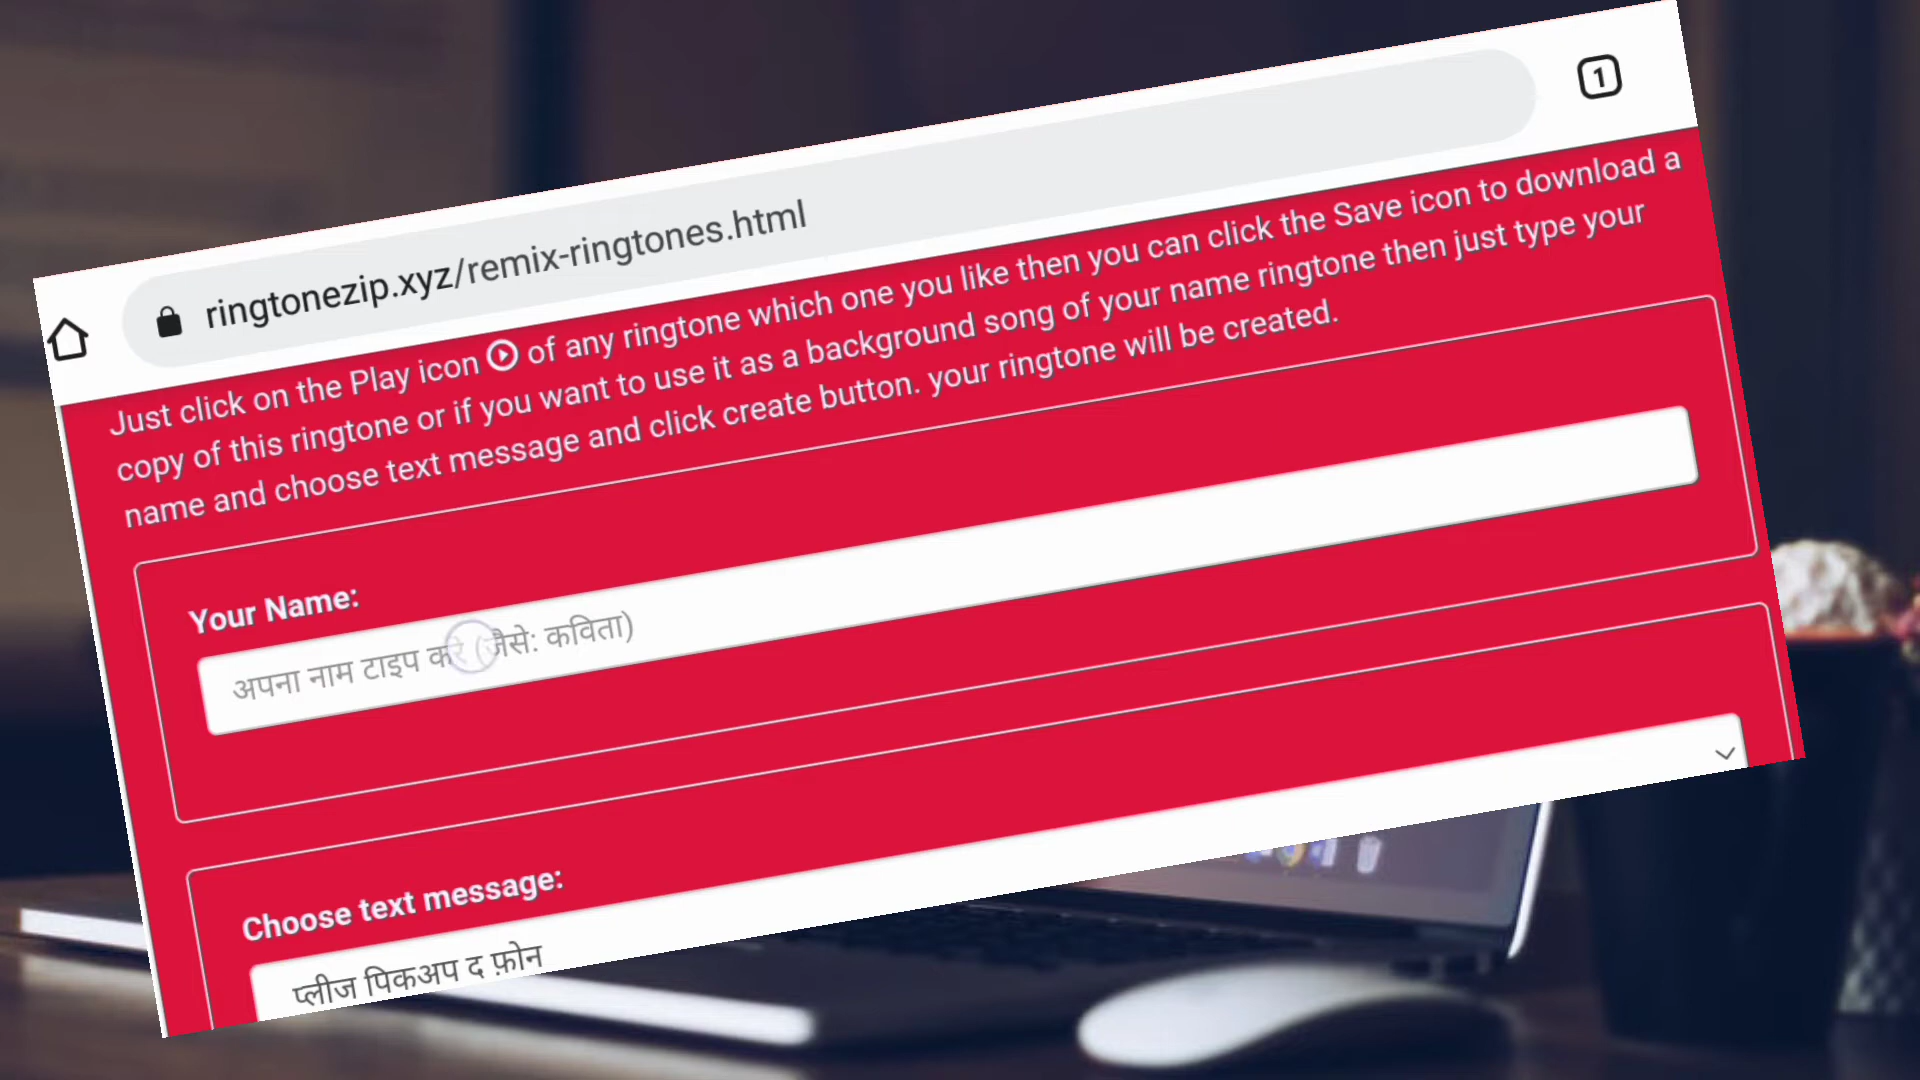 1
ringtonezip.xyz/remix-ringtones.html
Just click on the Play icon of any ringtone which one you like then you can click the Save icon to download a
copy of this ringtone or if you want to use it as a background song of your name ringtone then just type your
name and choose text message and click create button. your ringtone will be created.
Your Name:
अपना नाम टाइप करे (जैसे: कविता)
Choose text message:
प्लीज पिकअप द फ़ोन